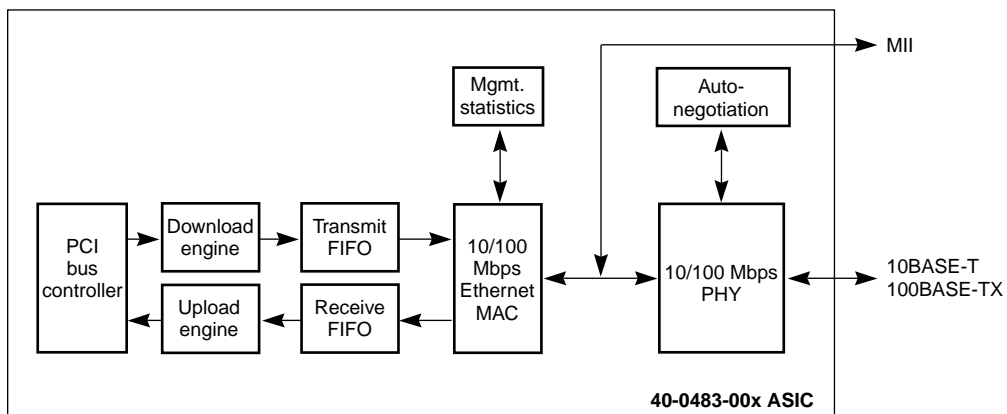 MII
Mgmt.
statistics
Auto-
negotiation
PCI
bus
controller
Download
engine
Transmit
FIFO
Upload
engine
Receive
FIFO
10/100
Mbps
Ethernet
MAC
10/100 Mbps
PHY
10BASE-T
100BASE-TX
40-0483-00x ASIC